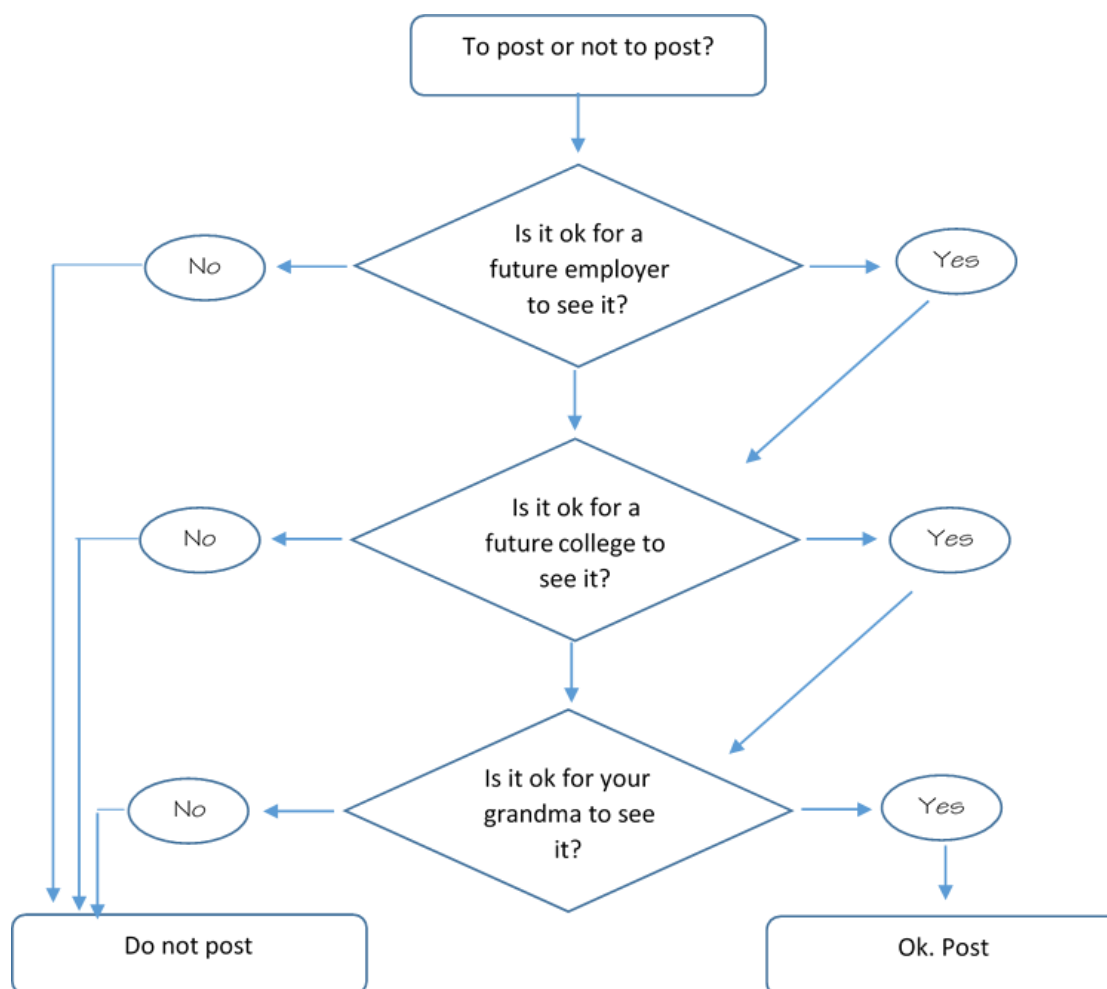 To post or not to post?
Is it ok for a
future employer
to see it?
No
Yes
Is it ok for a
future college to
see it?
No
Yes
Is it ok for your
grandma to see
it?
No
Yes
Do not post
Ok. Post